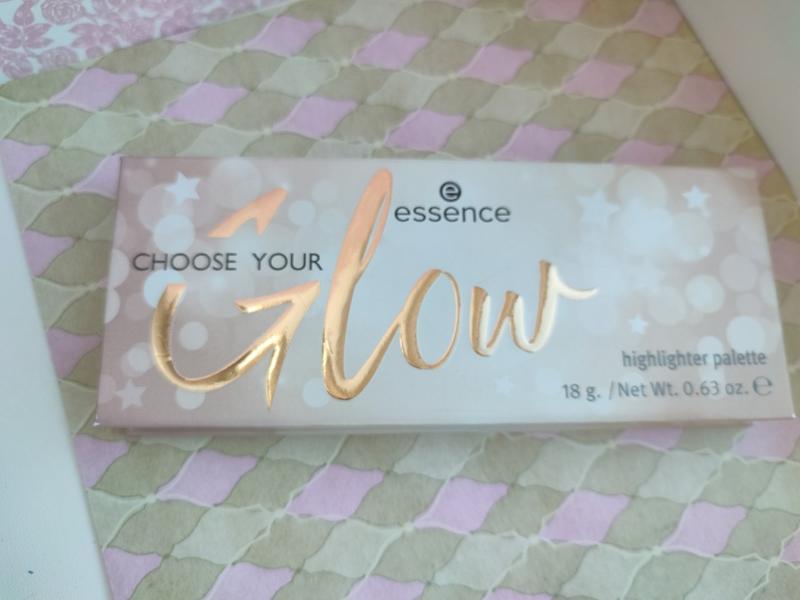 essence
CHOOSE YOUR
Glow
highlighter palette
18 g. / Net Wt. 0.63 oz. ℮